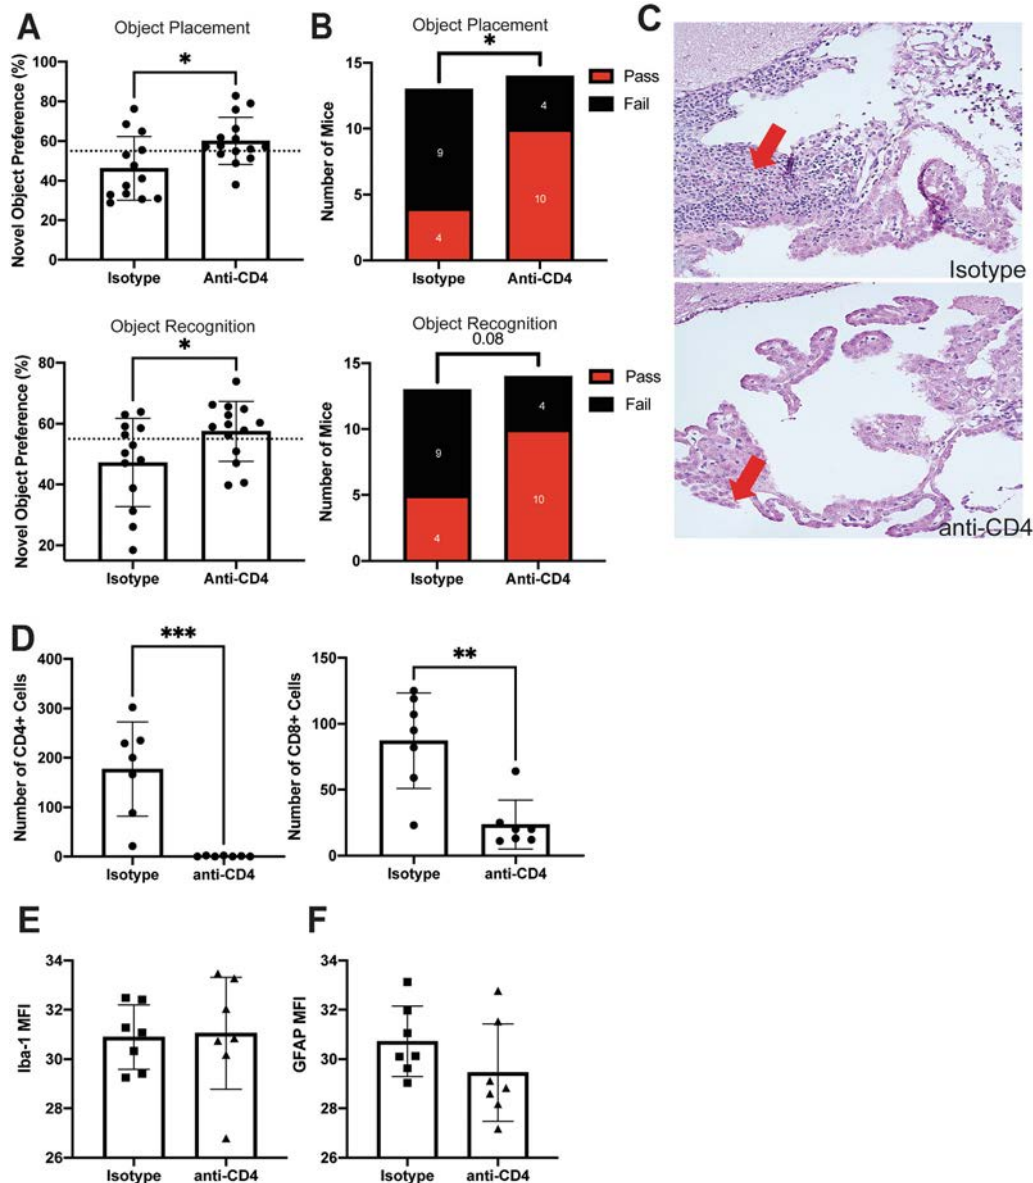 A
Object Placement
*
Novel Object Preference (%)
100
80
60
40
20
0
Isotype
Anti-CD4
B
*
Number of Mice
15
10
5
0
9
4
4
10
Isotype
Anti-CD4
Pass
Fail
C
Isotype
anti-CD4
Object Recognition
*
Novel Object Preference (%)
80
60
40
20
Isotype
Anti-CD4
Object Recognition
0.08
Number of Mice
15
10
5
0
9
4
4
10
Isotype
Anti-CD4
Pass
Fail
D
***
Number of CD4+ Cells
400
300
200
100
0
Isotype
anti-CD4
**
Number of CD8+ Cells
150
100
50
0
Isotype
anti-CD4
E
Iba-1 MFI
34
32
30
28
26
Isotype
anti-CD4
F
GFAP MFI
34
32
30
28
26
Isotype
anti-CD4